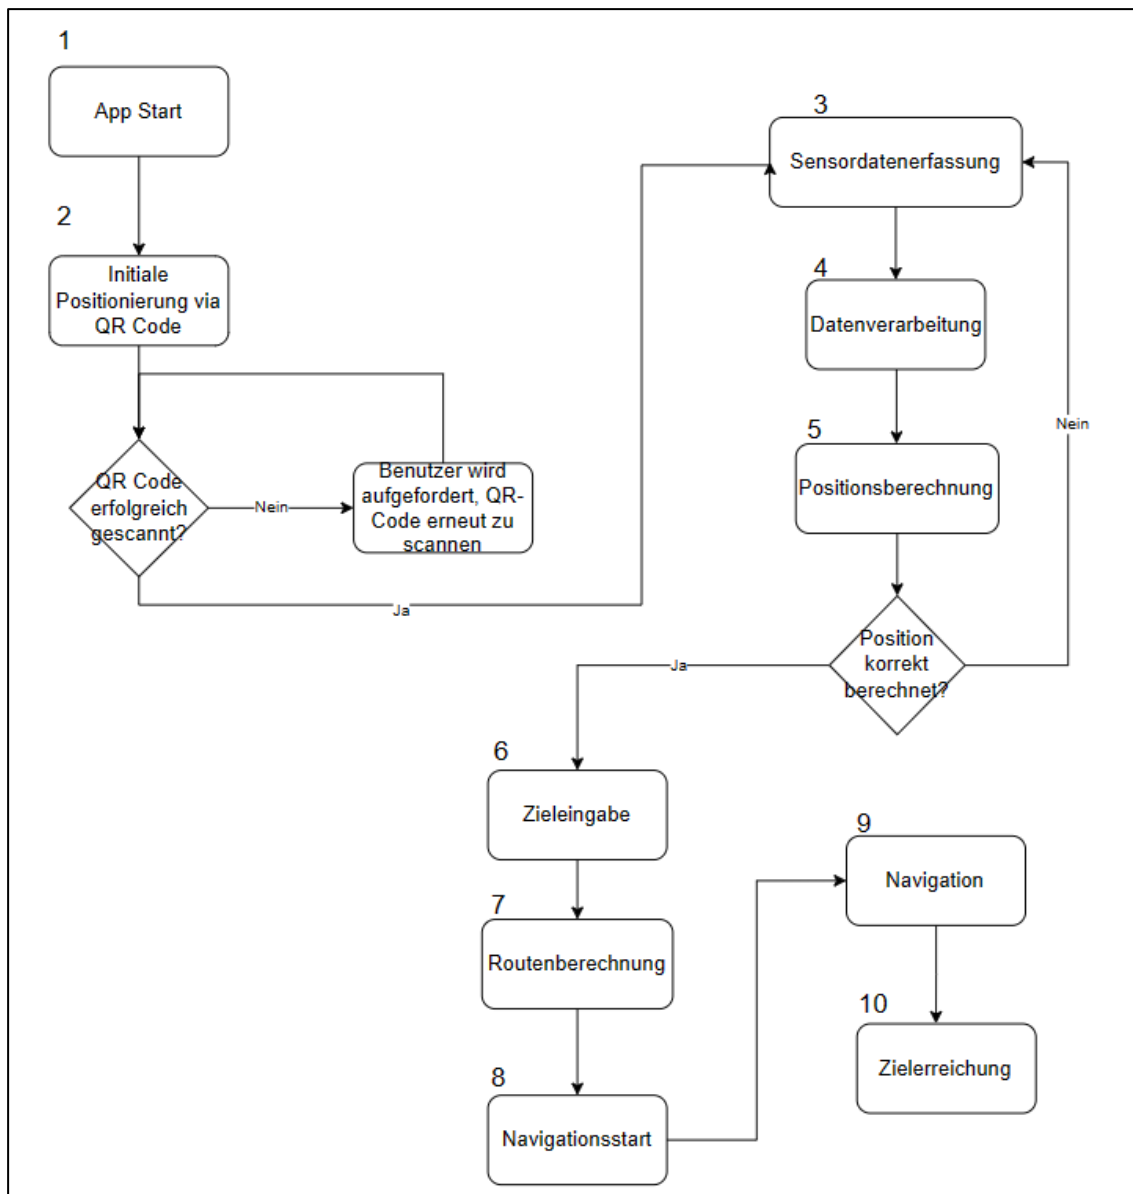 1
App Start
2
Initiale
Positionierung via
QR Code
QR Code
erfolgreich
gescannt?
Nein
Benutzer wird
aufgefordert, QR-
Code erneut zu
scannen
Ja
3
Sensordatenerfassung
4
Datenverarbeitung
5
Positionsberechnung
Position
korrekt
berechnet?
Nein
Ja
6
Zieleingabe
7
Routenberechnung
8
Navigationsstart
9
Navigation
10
Zielerreichung